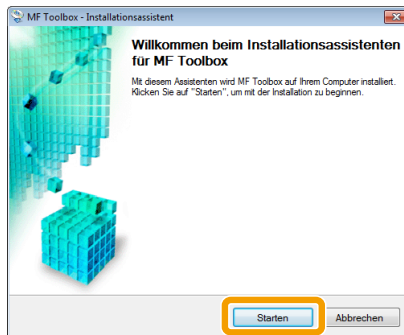 MF Toolbox - Installationsassistent
Willkommen beim Installationsassistenten
für MF Toolbox
Mit diesem Assistenten wird MF Toolbox auf Ihrem Computer installiert.
Klicken Sie auf "Starten", um mit der Installation zu beginnen.
Starten Abbrechen